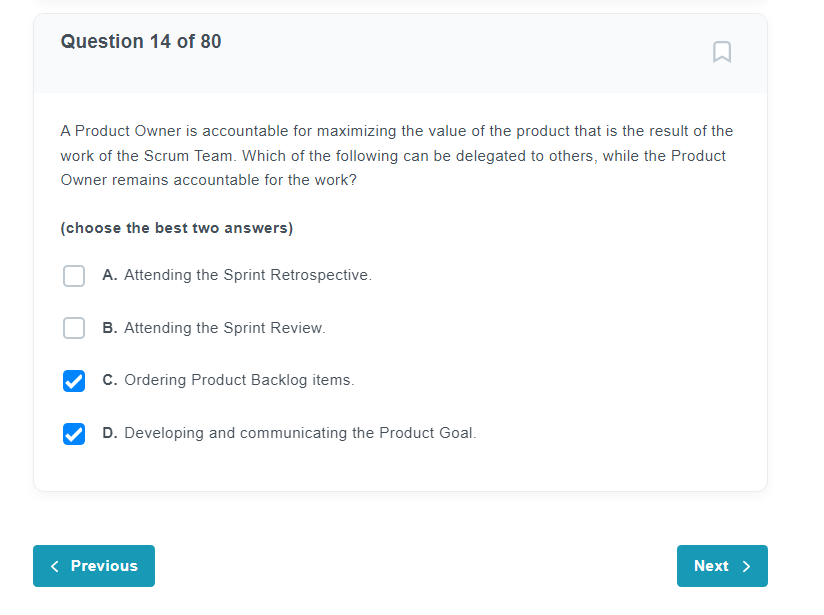 Question 14 of 80
A Product Owner is accountable for maximizing the value of the product that is the result of the
work of the Scrum Team. Which of the following can be delegated to others, while the Product
Owner remains accountable for the work?
(choose the best two answers)
A. Attending the Sprint Retrospective.
B. Attending the Sprint Review.
C. Ordering Product Backlog items.
D. Developing and communicating the Product Goal.
Previous
Next